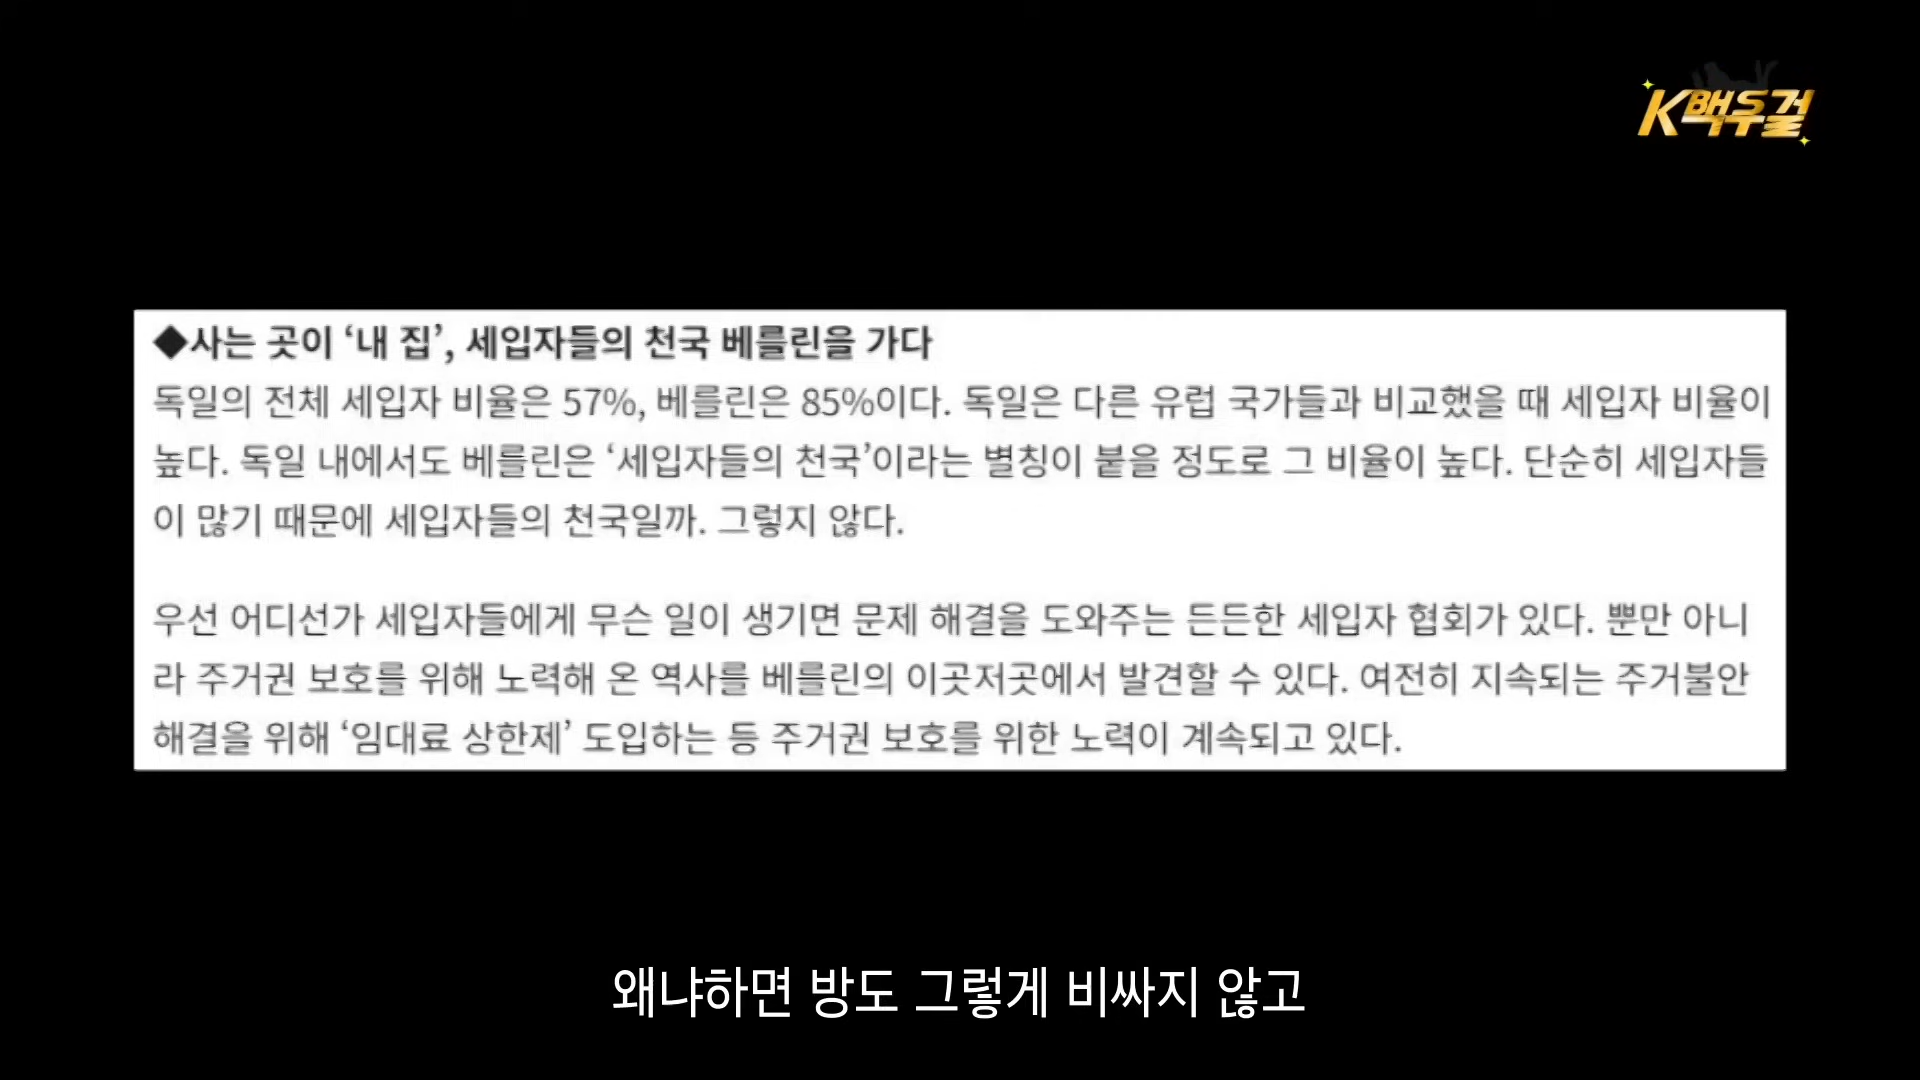 K백우걸
◆사는 곳이 ‘내 집’, 세입자들의 천국 베를린을 가다
독일의 전체 세입자 비율은 57%, 베를린은 85%이다. 독일은 다른 유럽 국가들과 비교했을 때 세입자 비율이
높다. 독일 내에서도 베를린은 ‘세입자들의 천국’이라는 별칭이 붙을 정도로 그 비율이 높다. 단순히 세입자들
이 많기 때문에 세입자들의 천국일까. 그렇지 않다.
우선 어디선가 세입자들에게 무슨 일이 생기면 문제 해결을 도와주는 든든한 세입자 협회가 있다. 뿐만 아니
라 주거권 보호를 위해 노력해 온 역사를 베를린의 이곳저곳에서 발견할 수 있다. 여전히 지속되는 주거불안
해결을 위해 ‘임대료 상한제’ 도입하는 등 주거권 보호를 위한 노력이 계속되고 있다.
왜냐하면 방도 그렇게 비싸지 않고